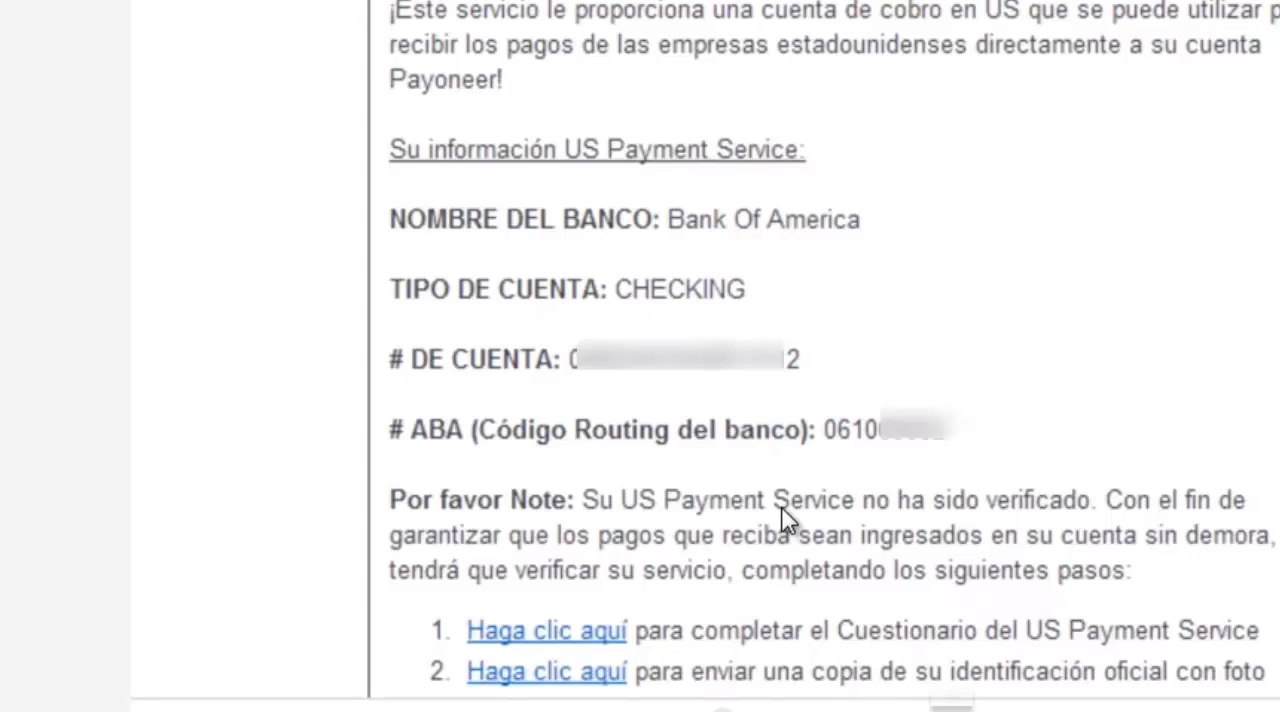 ¡Este servicio le proporciona una cuenta de cobro en US que se puede utilizar
recibir los pagos de las empresas estadounidenses directamente a su cuenta
Payoneer!
Su información US Payment Service:
NOMBRE DEL BANCO: Bank Of America
TIPO DE CUENTA: CHECKING
# DE CUENTA:
# ABA (Código Routing del banco):
Por favor Note: Su US Payment Service no ha sido verificado. Con el fin de
garantizar que los pagos que reciba sean ingresados en su cuenta sin demora,
tendrá que verificar su servicio, completando los siguientes pasos:
1. Haga clic aquí para completar el Cuestionario del US Payment Service
2. Haga clic aquí para enviar una copia de su identificación oficial con foto